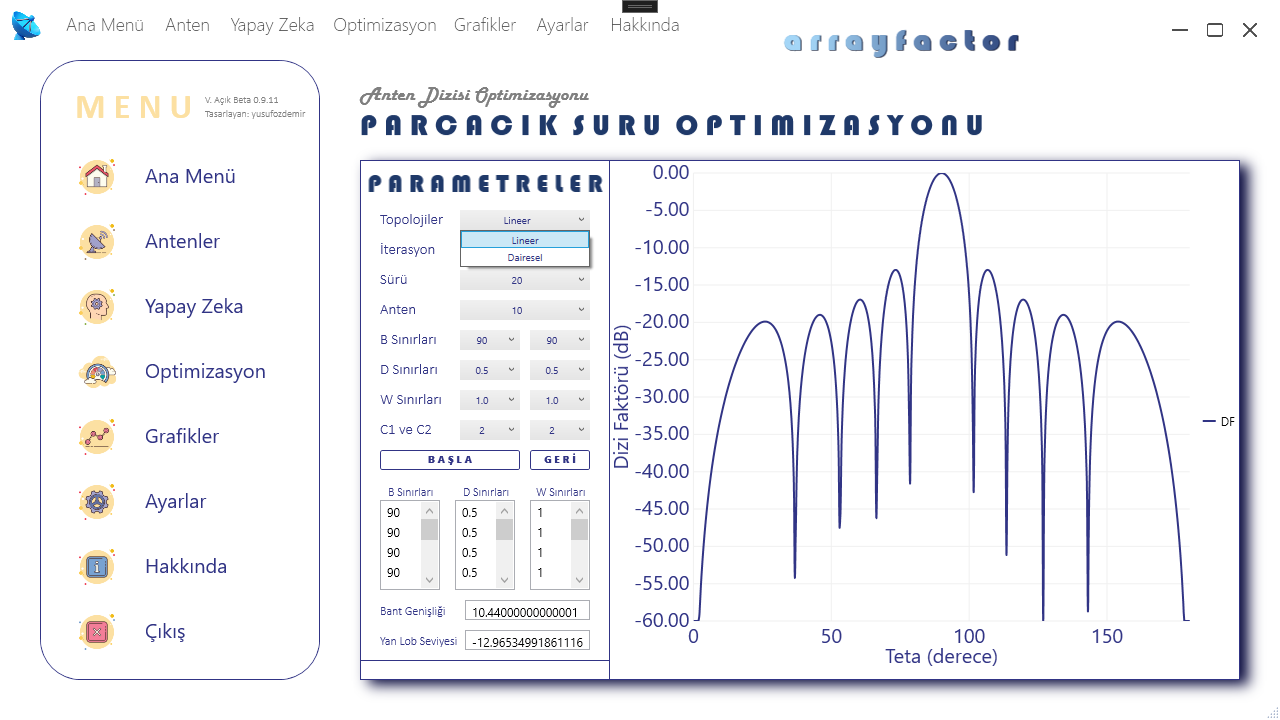 Ana Menü Anten Yapay Zeka Optimizasyon Grafikler Ayarlar Hakkında
arrayfactor
MENU
V. Açık Beta 0.9.11
Tasarlayan: yusufozdemir
Ana Menü
Antenler
Yapay Zeka
Optimizasyon
Grafikler
Ayarlar
Hakkında
Çıkış
Anten Dizisi Optimizasyonu
PARCACIK SURU OPTIMIZASYONU
PARAMETRELER
Topolojiler Lineer
Lineer
İterasyon
Dairesel
Sürü 20
Anten 10
B Sınırları 90 90
D Sınırları 0.5 0.5
W Sınırları 1.0 1.0
C1 ve C2 2 2
BAŞLA GERİ
B Sınırları D Sınırları W Sınırları
90 0.5 1
90 0.5 1
90 0.5 1
90 0.5 1
Bant Genişliği 10.44000000000001
Yan Lob Seviyesi -12.96534991861116
0.00
-5.00
-10.00
-15.00
-20.00
-25.00
-30.00
-35.00
-40.00
-45.00
-50.00
-55.00
-60.00
Dizi Faktörü (dB)
0 50 100 150
Teta (derece)
DF